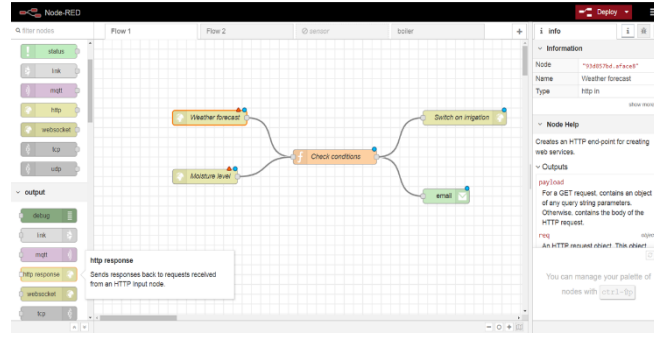 Node-RED
Deploy
filter nodes
Flow 1
Flow 2
sensor
boiler
+
i info
i
status
link
mqtt
http
websocket
tcp
udp
output
debug
link
mqtt
http response
websocket
tcp
http response
Sends responses back to requests received
from an HTTP input node.
Weather forecast
Moisture level
f Check conditions
Switch on Irrigation
email
Information
Node
Name Weather forecast
Type http in
show more
Node Help
Creates an HTTP end-point for creating
web services.
Outputs
payload
For a GET request, contains an object
of any query string parameters.
Otherwise, contains the body of the
HTTP request.
req object
An HTTP request object. This object
You can manage your palette of
nodes with